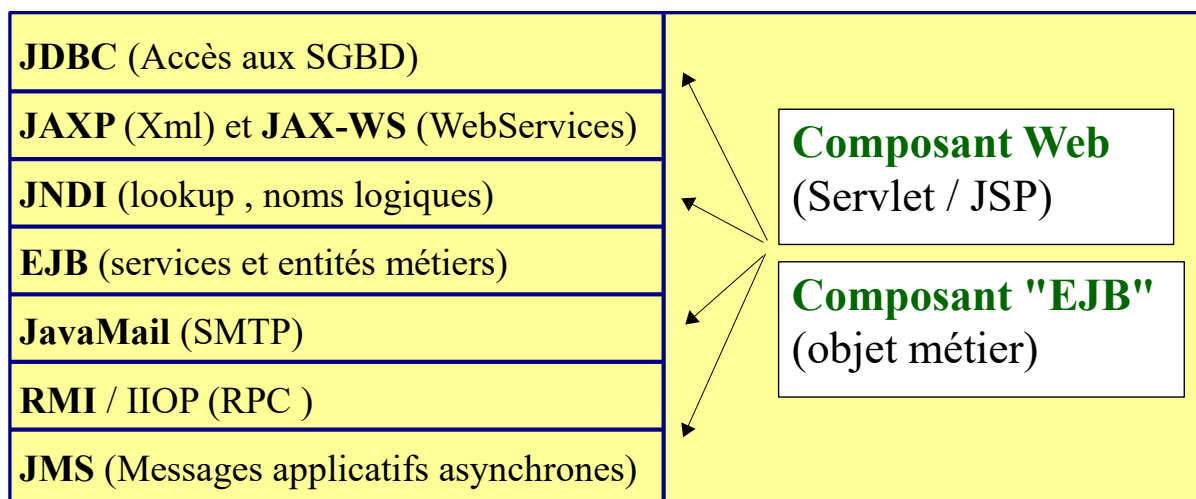 JDBC (Accès aux SGBD)
JAXP (Xml) et JAX-WS (WebServices)
JNDI (lookup , noms logiques)
EJB (services et entités métiers)
JavaMail (SMTP)
RMI / IIOP (RPC )
JMS (Messages applicatifs asynchrones)
Composant Web
(Servlet / JSP)
Composant "EJB"
(objet métier)